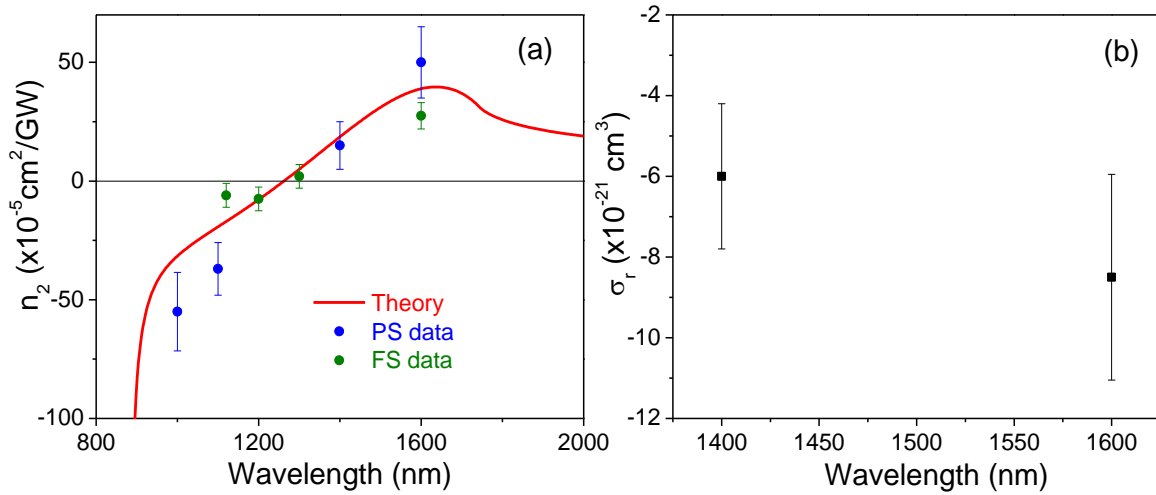 (a)
50
0
-50
-100
n2 (x10-5cm2/GW)
Theory
PS data
FS data
800 1200 1600 2000
Wavelength (nm)
(b)
-2
-4
-6
-8
-10
-12
σr (x10-21 cm3)
1400 1450 1500 1550 1600
Wavelength (nm)